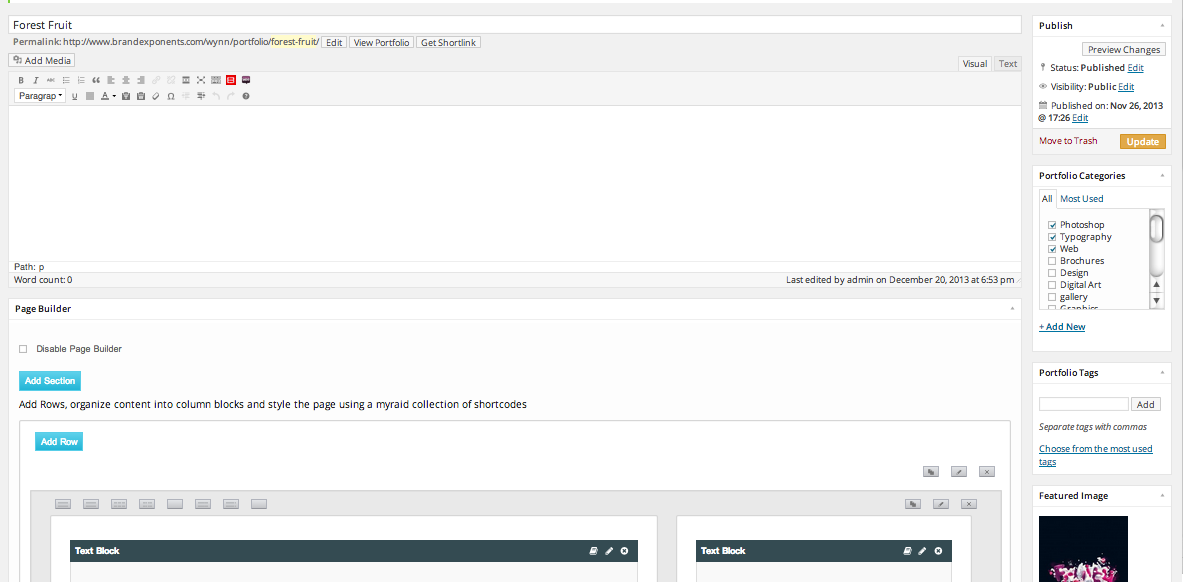 Forest Fruit
Permalink: http://www.brandexponents.com/wynn/portfolio/forest-fruit/ Edit View Portfolio Get Shortlink
Add Media
Visual Text
B I ABC
Paragrap U A Ω
Path: p
Word count: 0 Last edited by admin on December 20, 2013 at 6:53 pm
Page Builder
Disable Page Builder
Add Section
Add Rows, organize content into column blocks and style the page using a myraid collection of shortcodes
Add Row
Text Block
Text Block
Publish
Preview Changes
Status: Published Edit
Visibility: Public Edit
Published on: Nov 26, 2013
@ 17:26 Edit
Move to Trash Update
Portfolio Categories
All Most Used
Photoshop
Typography
Web
Brochures
Design
Digital Art
gallery
Graphics
+ Add New
Portfolio Tags
Add
Separate tags with commas
Choose from the most used
tags
Featured Image